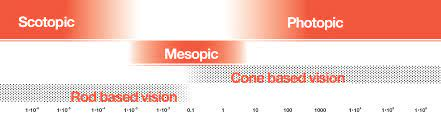 Scotopic
Photopic
Mesopic
Cone based vision
Rod based vision
0.1 1 10 100 1000